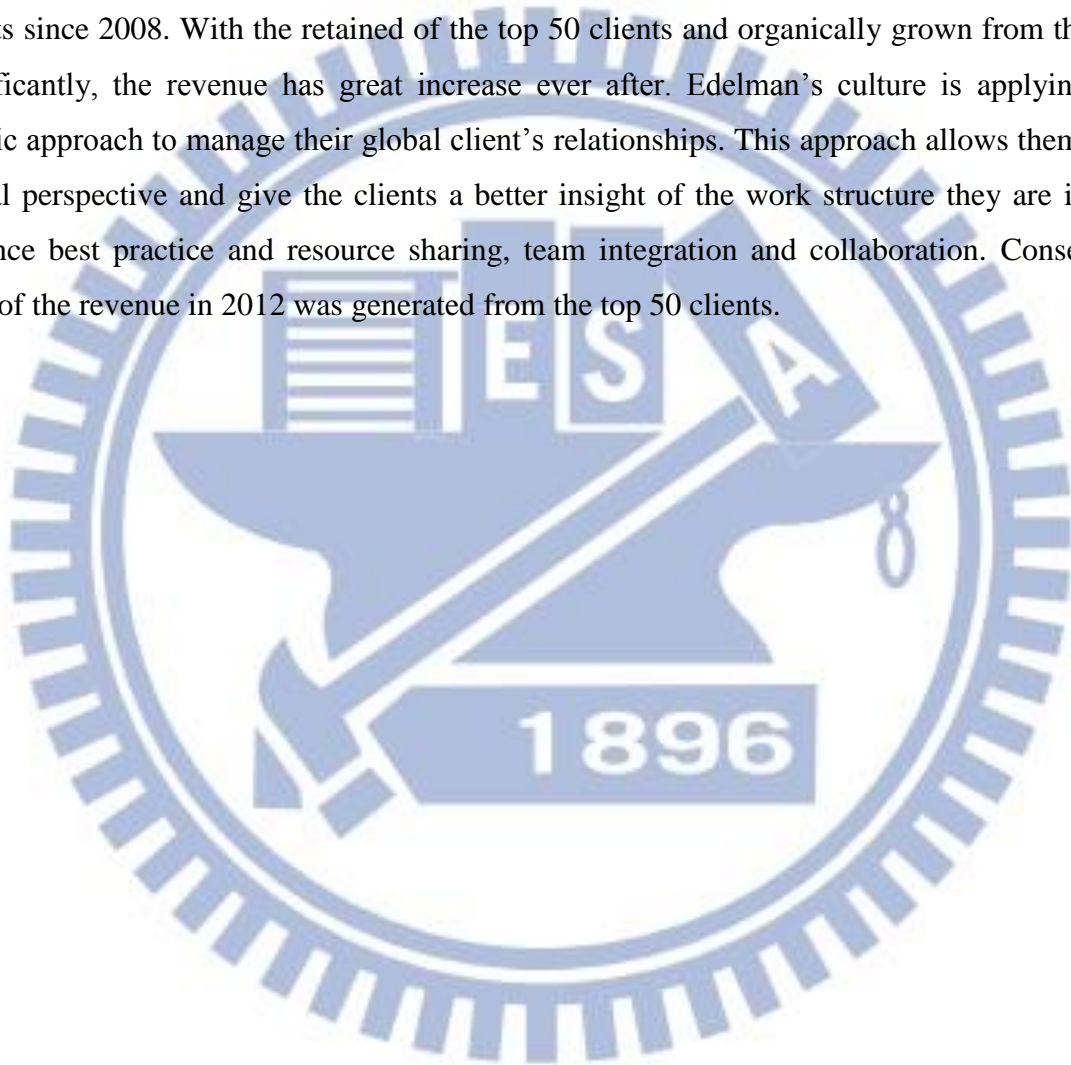 ts since 2008. With the retained of the top 50 clients and organically grown from th
ficantly, the revenue has great increase ever after. Edelman’s culture is applyin
ic approach to manage their global client’s relationships. This approach allows them
l perspective and give the clients a better insight of the work structure they are i
nce best practice and resource sharing, team integration and collaboration. Conse
of the revenue in 2012 was generated from the top 50 clients.
E S A
1896